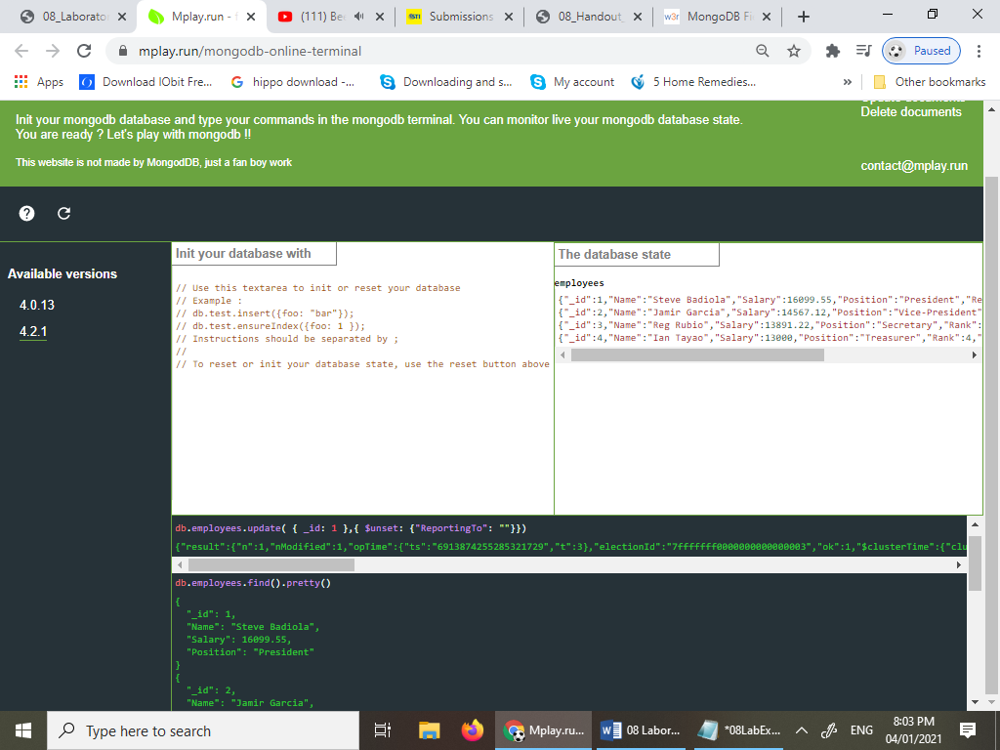 08_Laborato
Mplay.run - f
(111) Be
STI
Submissions
08_Handout_
w3r
MongoDB Fi
mplay.run/mongodb-online-terminal
Paused
Apps
Download IObit Fre...
hippo download -...
Downloading and s...
My account
5 Home Remedies...
»
Other bookmarks
Init your mongodb database and type your commands in the mongodb terminal. You can monitor live your mongodb database state.
You are ready ? Let's play with mongodb !!
This website is not made by MongodDB, just a fan boy work
Update documents
Delete documents
contact@mplay.run
Available versions
4.0.13
4.2.1
Init your database with
// Use this textarea to init or reset your database
// Example :
// db.test.insert({foo: "bar"});
// db.test.ensureIndex({foo: 1 });
// Instructions should be separated by ;
//
// To reset or init your database state, use the reset button above
The database state
employees
{"_id":1,"Name":"Steve Badiola","Salary":16099.55,"Position":"President","Re
{"_id":2,"Name":"Jamir Garcia","Salary":14567.12,"Position":"Vice-President"
{"_id":3,"Name":"Reg Rubio","Salary":13891.22,"Position":"Secretary","Rank":
{"_id":4,"Name":"Ian Tayao","Salary":13000,"Position":"Treasurer","Rank":4,"
db.employees.update( { _id: 1 },{ $unset: {"ReportingTo": ""}})
{"result":{"n":1,"nModified":1,"opTime":{"ts":"6913874255285321729","t":3},"electionId":"7fffffff0000000000000003","ok":1,"$clusterTime":{"clu
db.employees.find().pretty()
{
"_id": 1,
"Name": "Steve Badiola",
"Salary": 16099.55,
"Position": "President"
}
{
"_id": 2,
"Name": "Jamir Garcia",
Type here to search
Mplay.ru...
08 Labor...
*08LabEx...
ENG
8:03 PM
04/01/2021